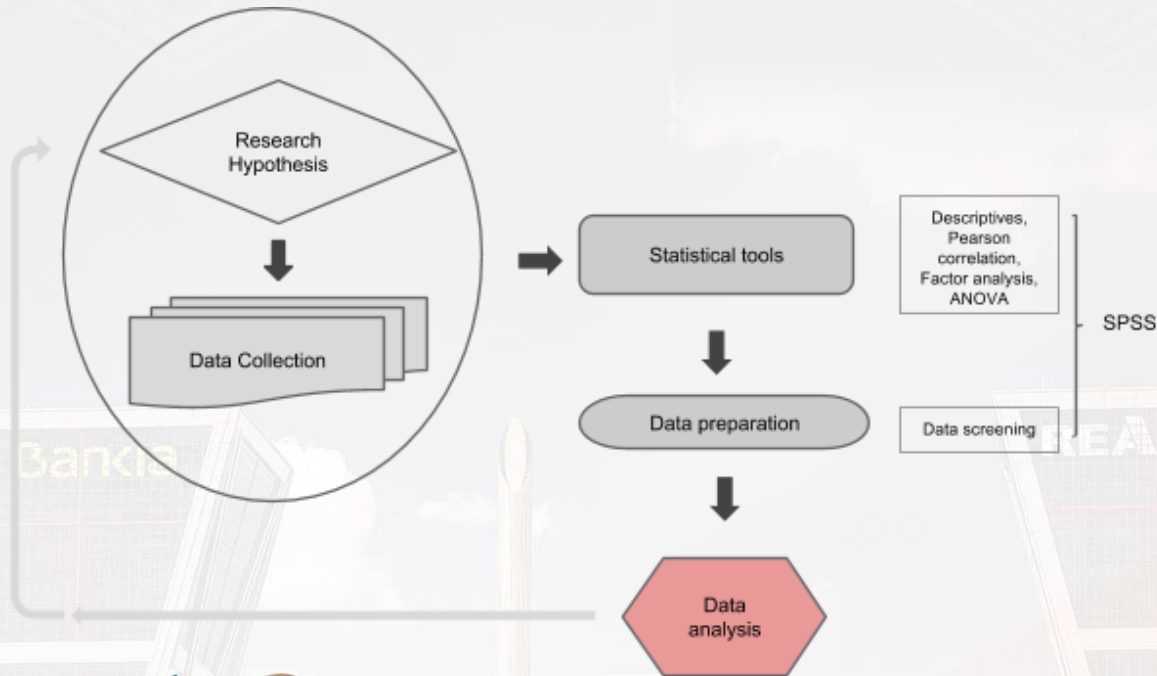 Research
Hypothesis
Data Collection
Statistical tools
Descriptives,
Pearson
correlation,
Factor analysis,
ANOVA
SPSS
Data preparation
Data screening
Data
analysis
Bankia
REA